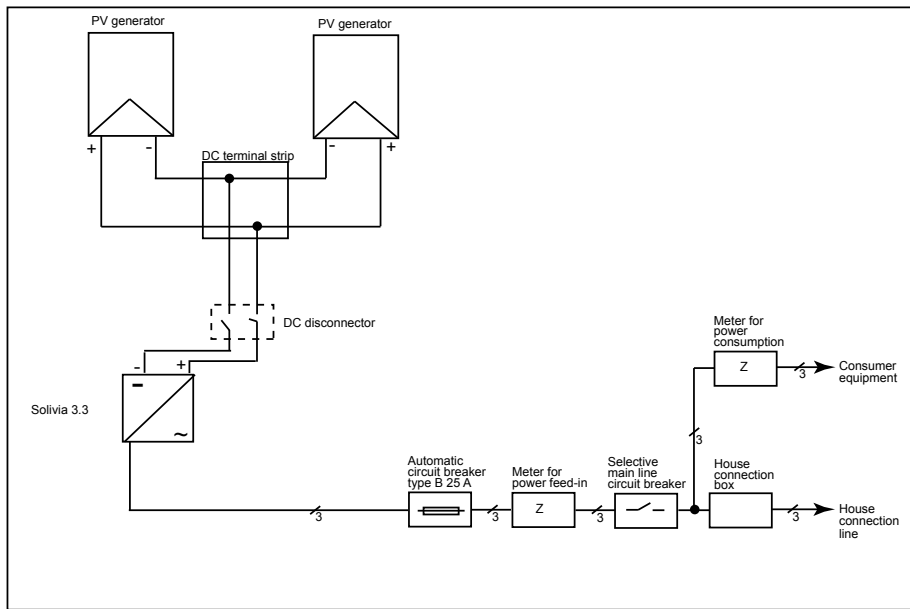 PV generator
PV generator
+
-
-
+
DC terminal strip
DC disconnector
-
+
Solivia 3.3
-
~
Meter for
power
consumption
Z
3
Consumer
equipment
3
Automatic
circuit breaker
type B 25 A
Meter for
power feed-in
Selective
main line
circuit breaker
House
connection
box
3
3
Z
3
3
House
connection
line